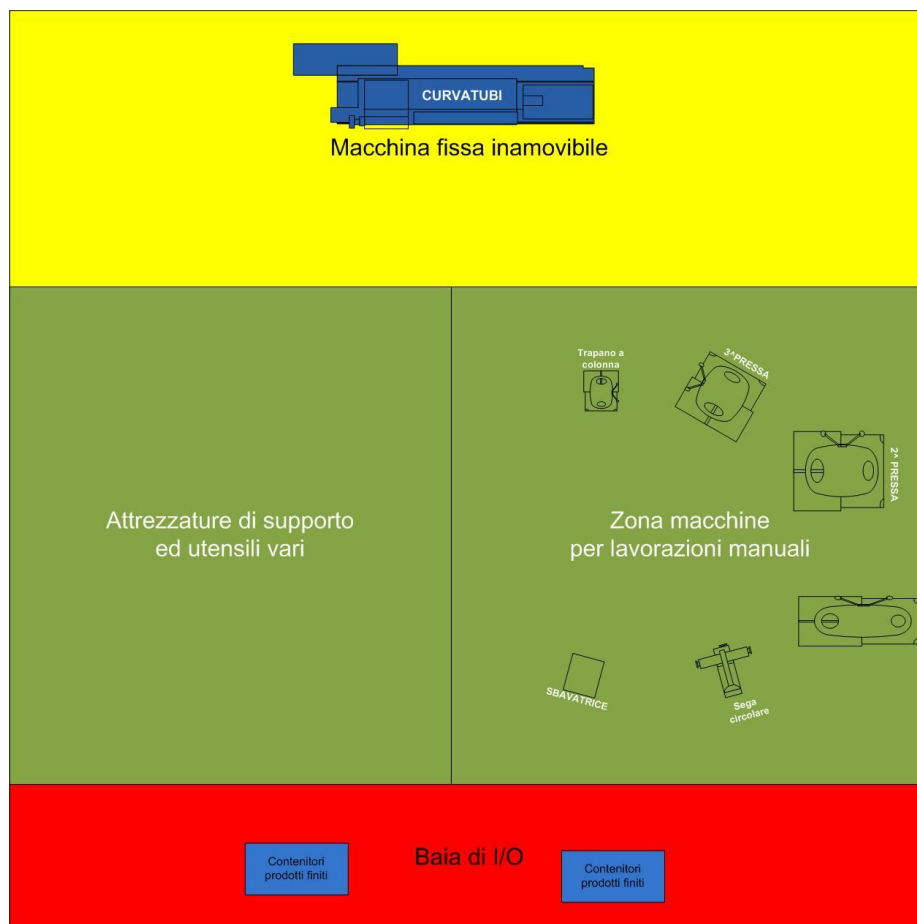 CURVATUBI
Macchina fissa inamovibile
Trapano a
colonna
3^PRESSA
2^ PRESSA
Attrezzature di supporto
ed utensili vari
Zona macchine
per lavorazioni manuali
SBAVATRICE
Sega
circolare
Baia di I/O
Contenitori
prodotti finiti
Contenitori
prodotti finiti